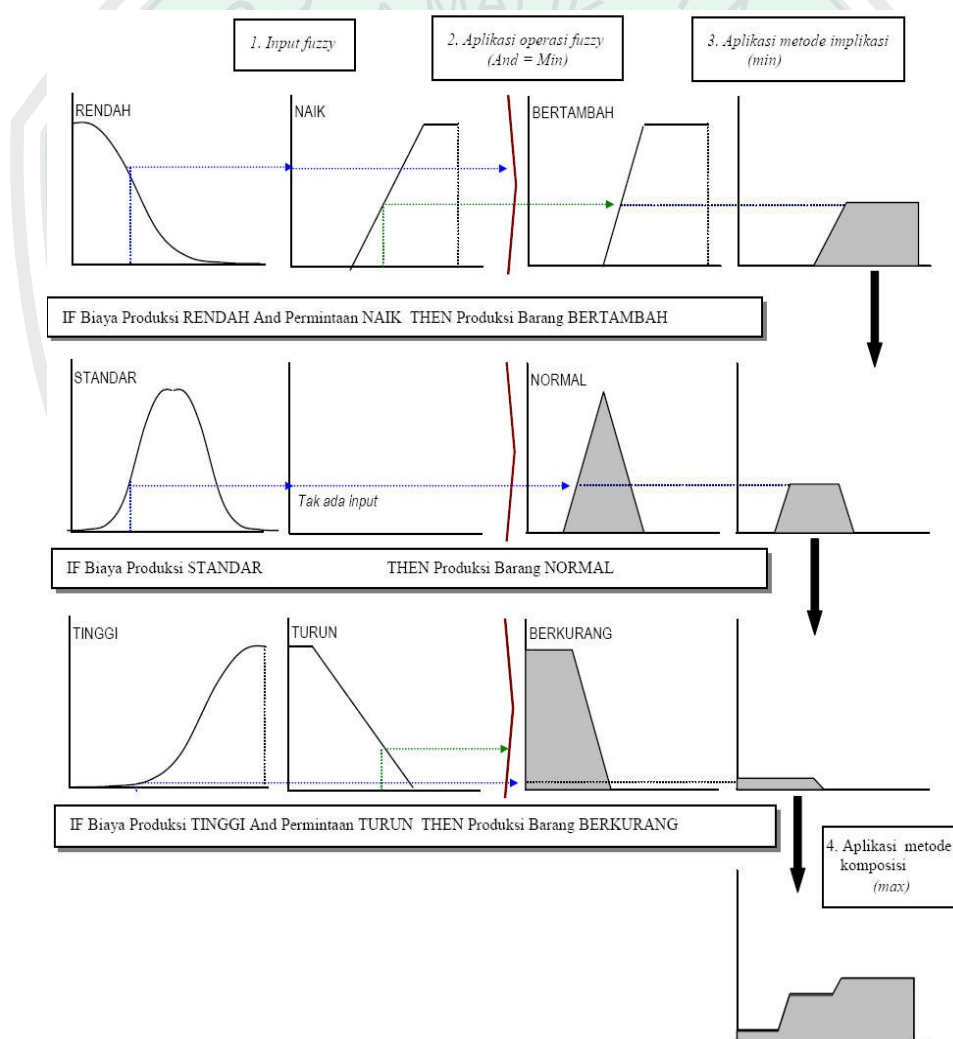 1. Input fuzzy
2. Aplikasi operasi fuzzy
(And = Min)
3. Aplikasi metode implikasi
(min)
RENDAH
NAIK
BERTAMBAH
IF Biaya Produksi RENDAH And Permintaan NAIK THEN Produksi Barang BERTAMBAH
STANDAR
Tak ada input
NORMAL
IF Biaya Produksi STANDAR THEN Produksi Barang NORMAL
TINGGI
TURUN
BERKURANG
IF Biaya Produksi TINGGI And Permintaan TURUN THEN Produksi Barang BERKURANG
4. Aplikasi metode
komposisi
(max)